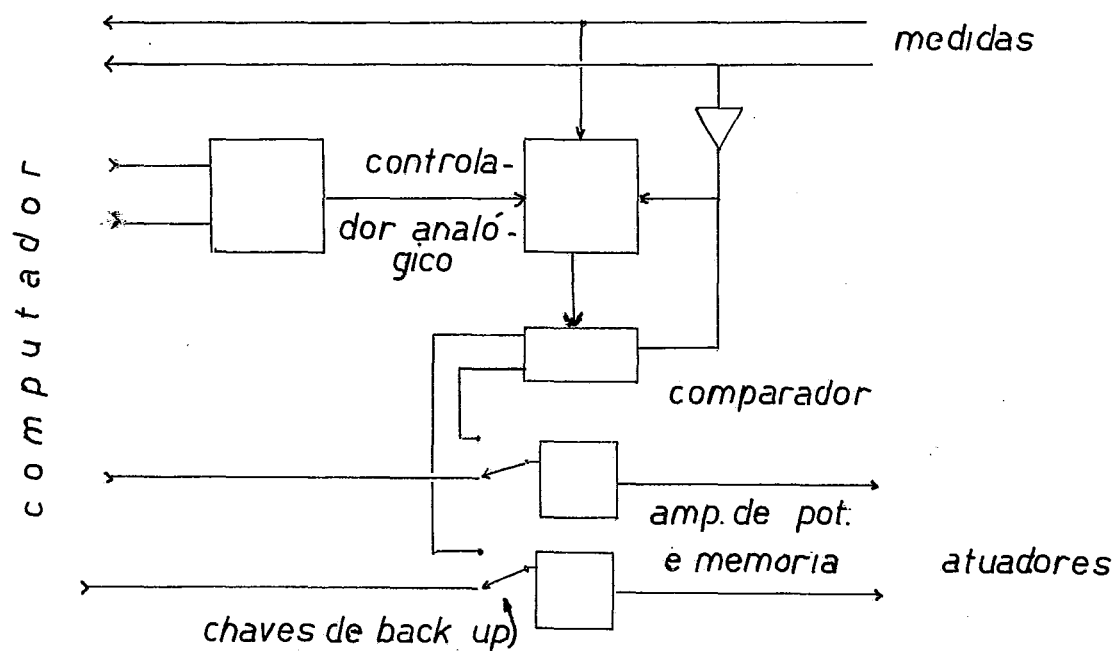 medidas
computador
controla-
dor analó-
gico
comparador
amp. de pot.
e memoria
atuadores
chaves de back up